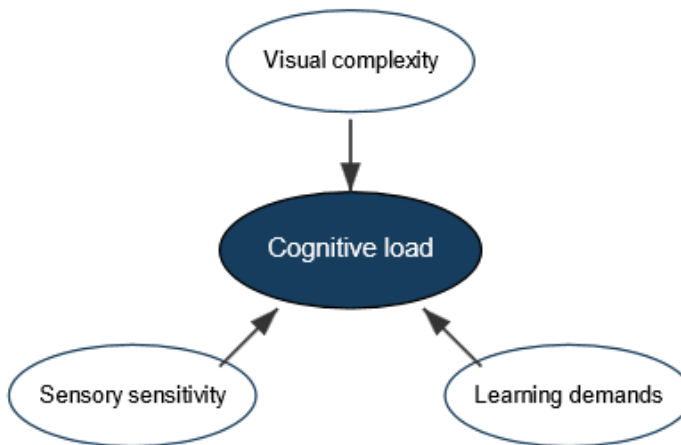 Visual complexity
Cognitive load
Sensory sensitivity
Learning demands